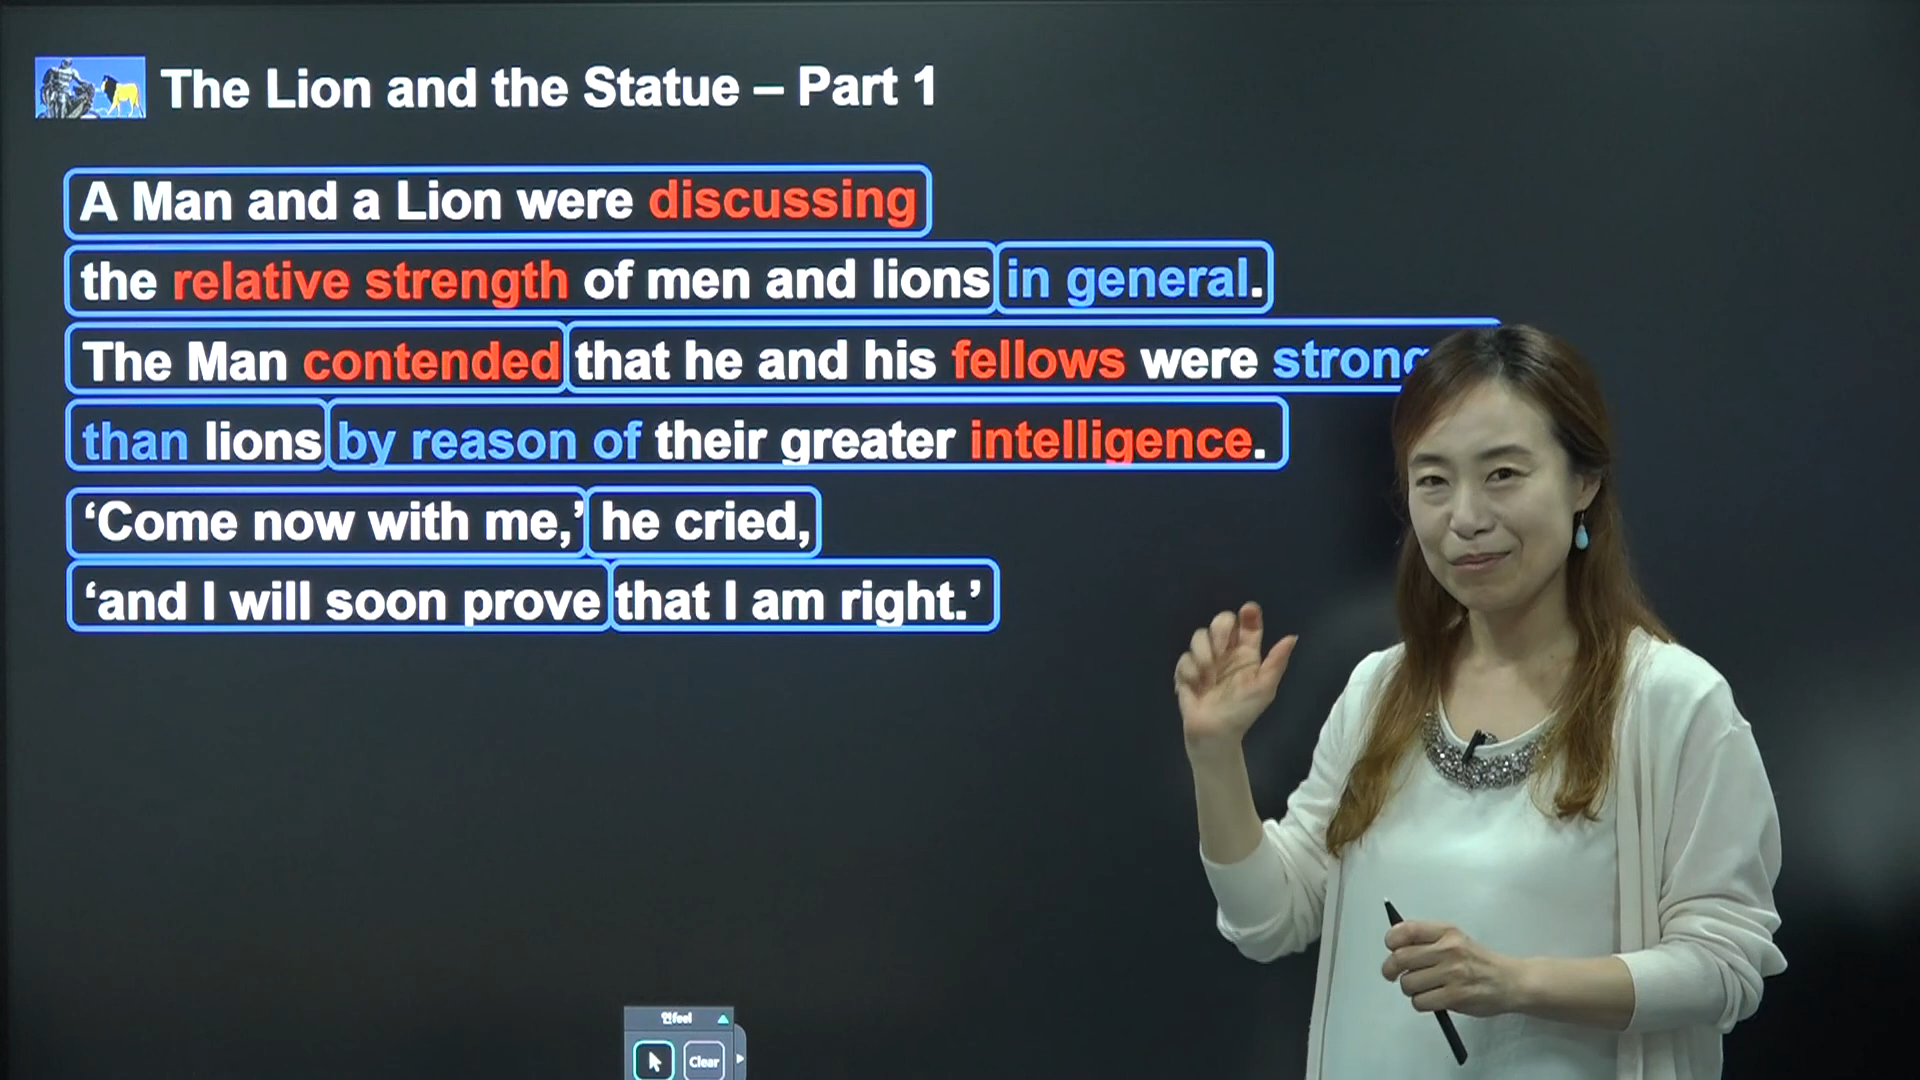 The Lion and the Statue – Part 1
A Man and a Lion were discussing
the relative strength of men and lions in general.
The Man contended that he and his fellows were
than lions by reason of their greater intelligence.
‘Come now with me,’ he cried,
‘and I will soon prove that I am right.’
Clear